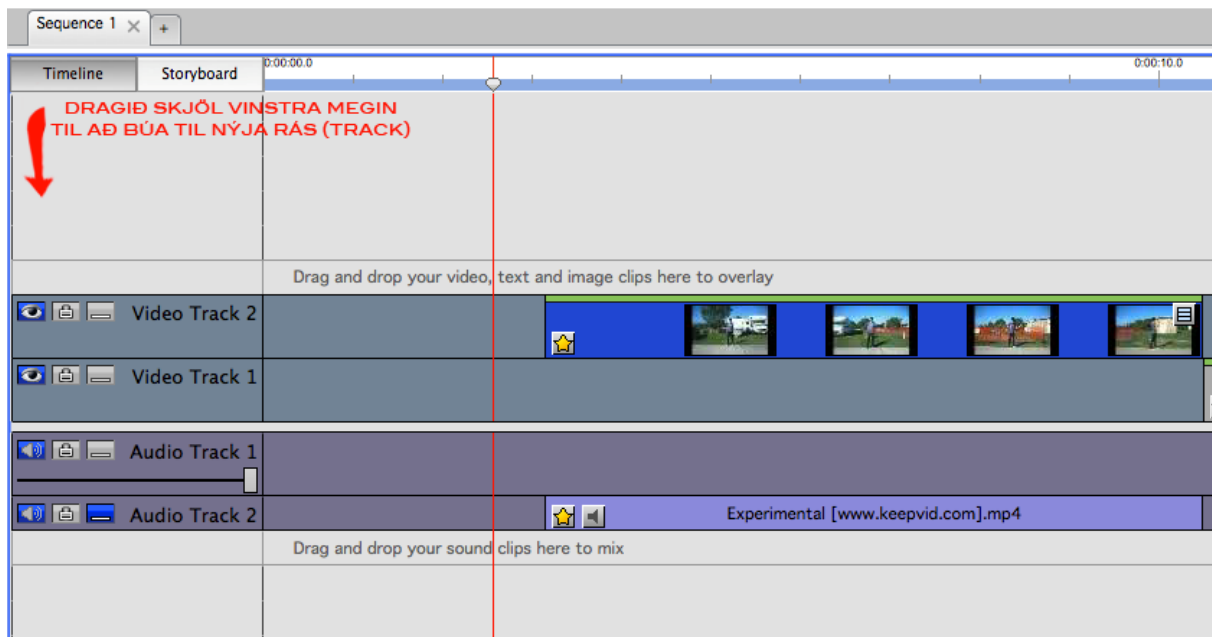 Sequence 1
+
Timeline Storyboard 0:00:00.0 0:00:10.0
DRAGIÐ SKJÖL VINSTRA MEGIN
TIL AÐ BÚA TIL NÝJA RÁS (TRACK)
Drag and drop your video, text and image clips here to overlay
Video Track 2
Video Track 1
Audio Track 1
Audio Track 2 Experimental [www.keepvid.com].mp4
Drag and drop your sound clips here to mix